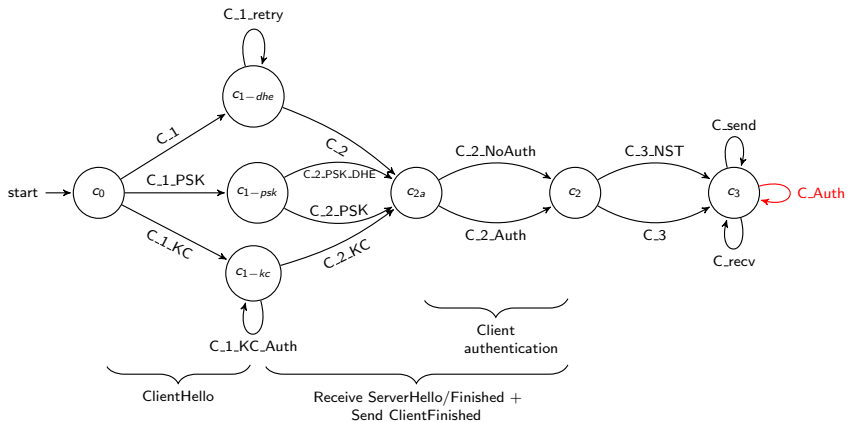 C_1_retry
c1−dhe
C_1
C_2
C_2_NoAuth
C_3_NST
C_send
C_2_PSK_DHE
start
c0
C_1_PSK
c1−psk
c2a
c2
c3
C_Auth
C_2_PSK
C_1_KC
C_2_KC
C_2_Auth
C_3
C_recv
c1−kc
C_1_KC_Auth
Client
authentication
ClientHello
Receive ServerHello/Finished +
Send ClientFinished